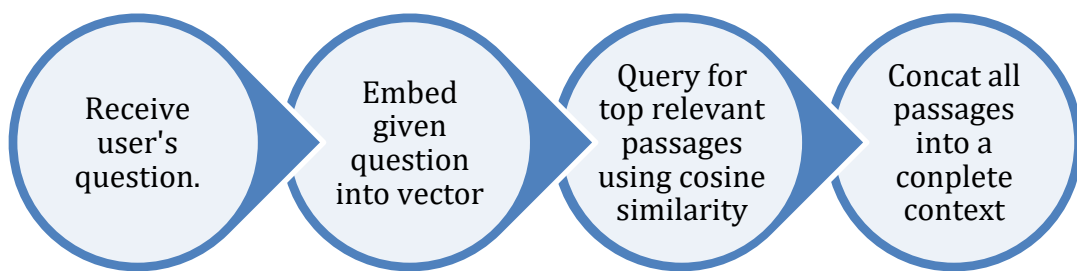 Receive
user's
question.
Embed
given
question
into vector
Query for
top relevant
passages
using cosine
similarity
Concat all
passages
into a
conplete
context